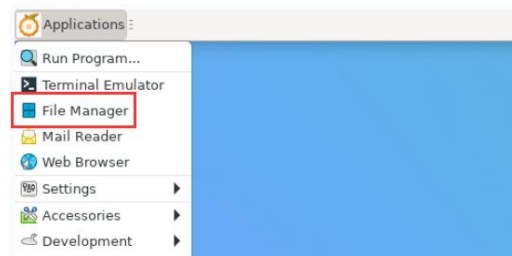 Applications
Run Program...
Terminal Emulator
File Manager
Mail Reader
Web Browser
Settings
Accessories
Development